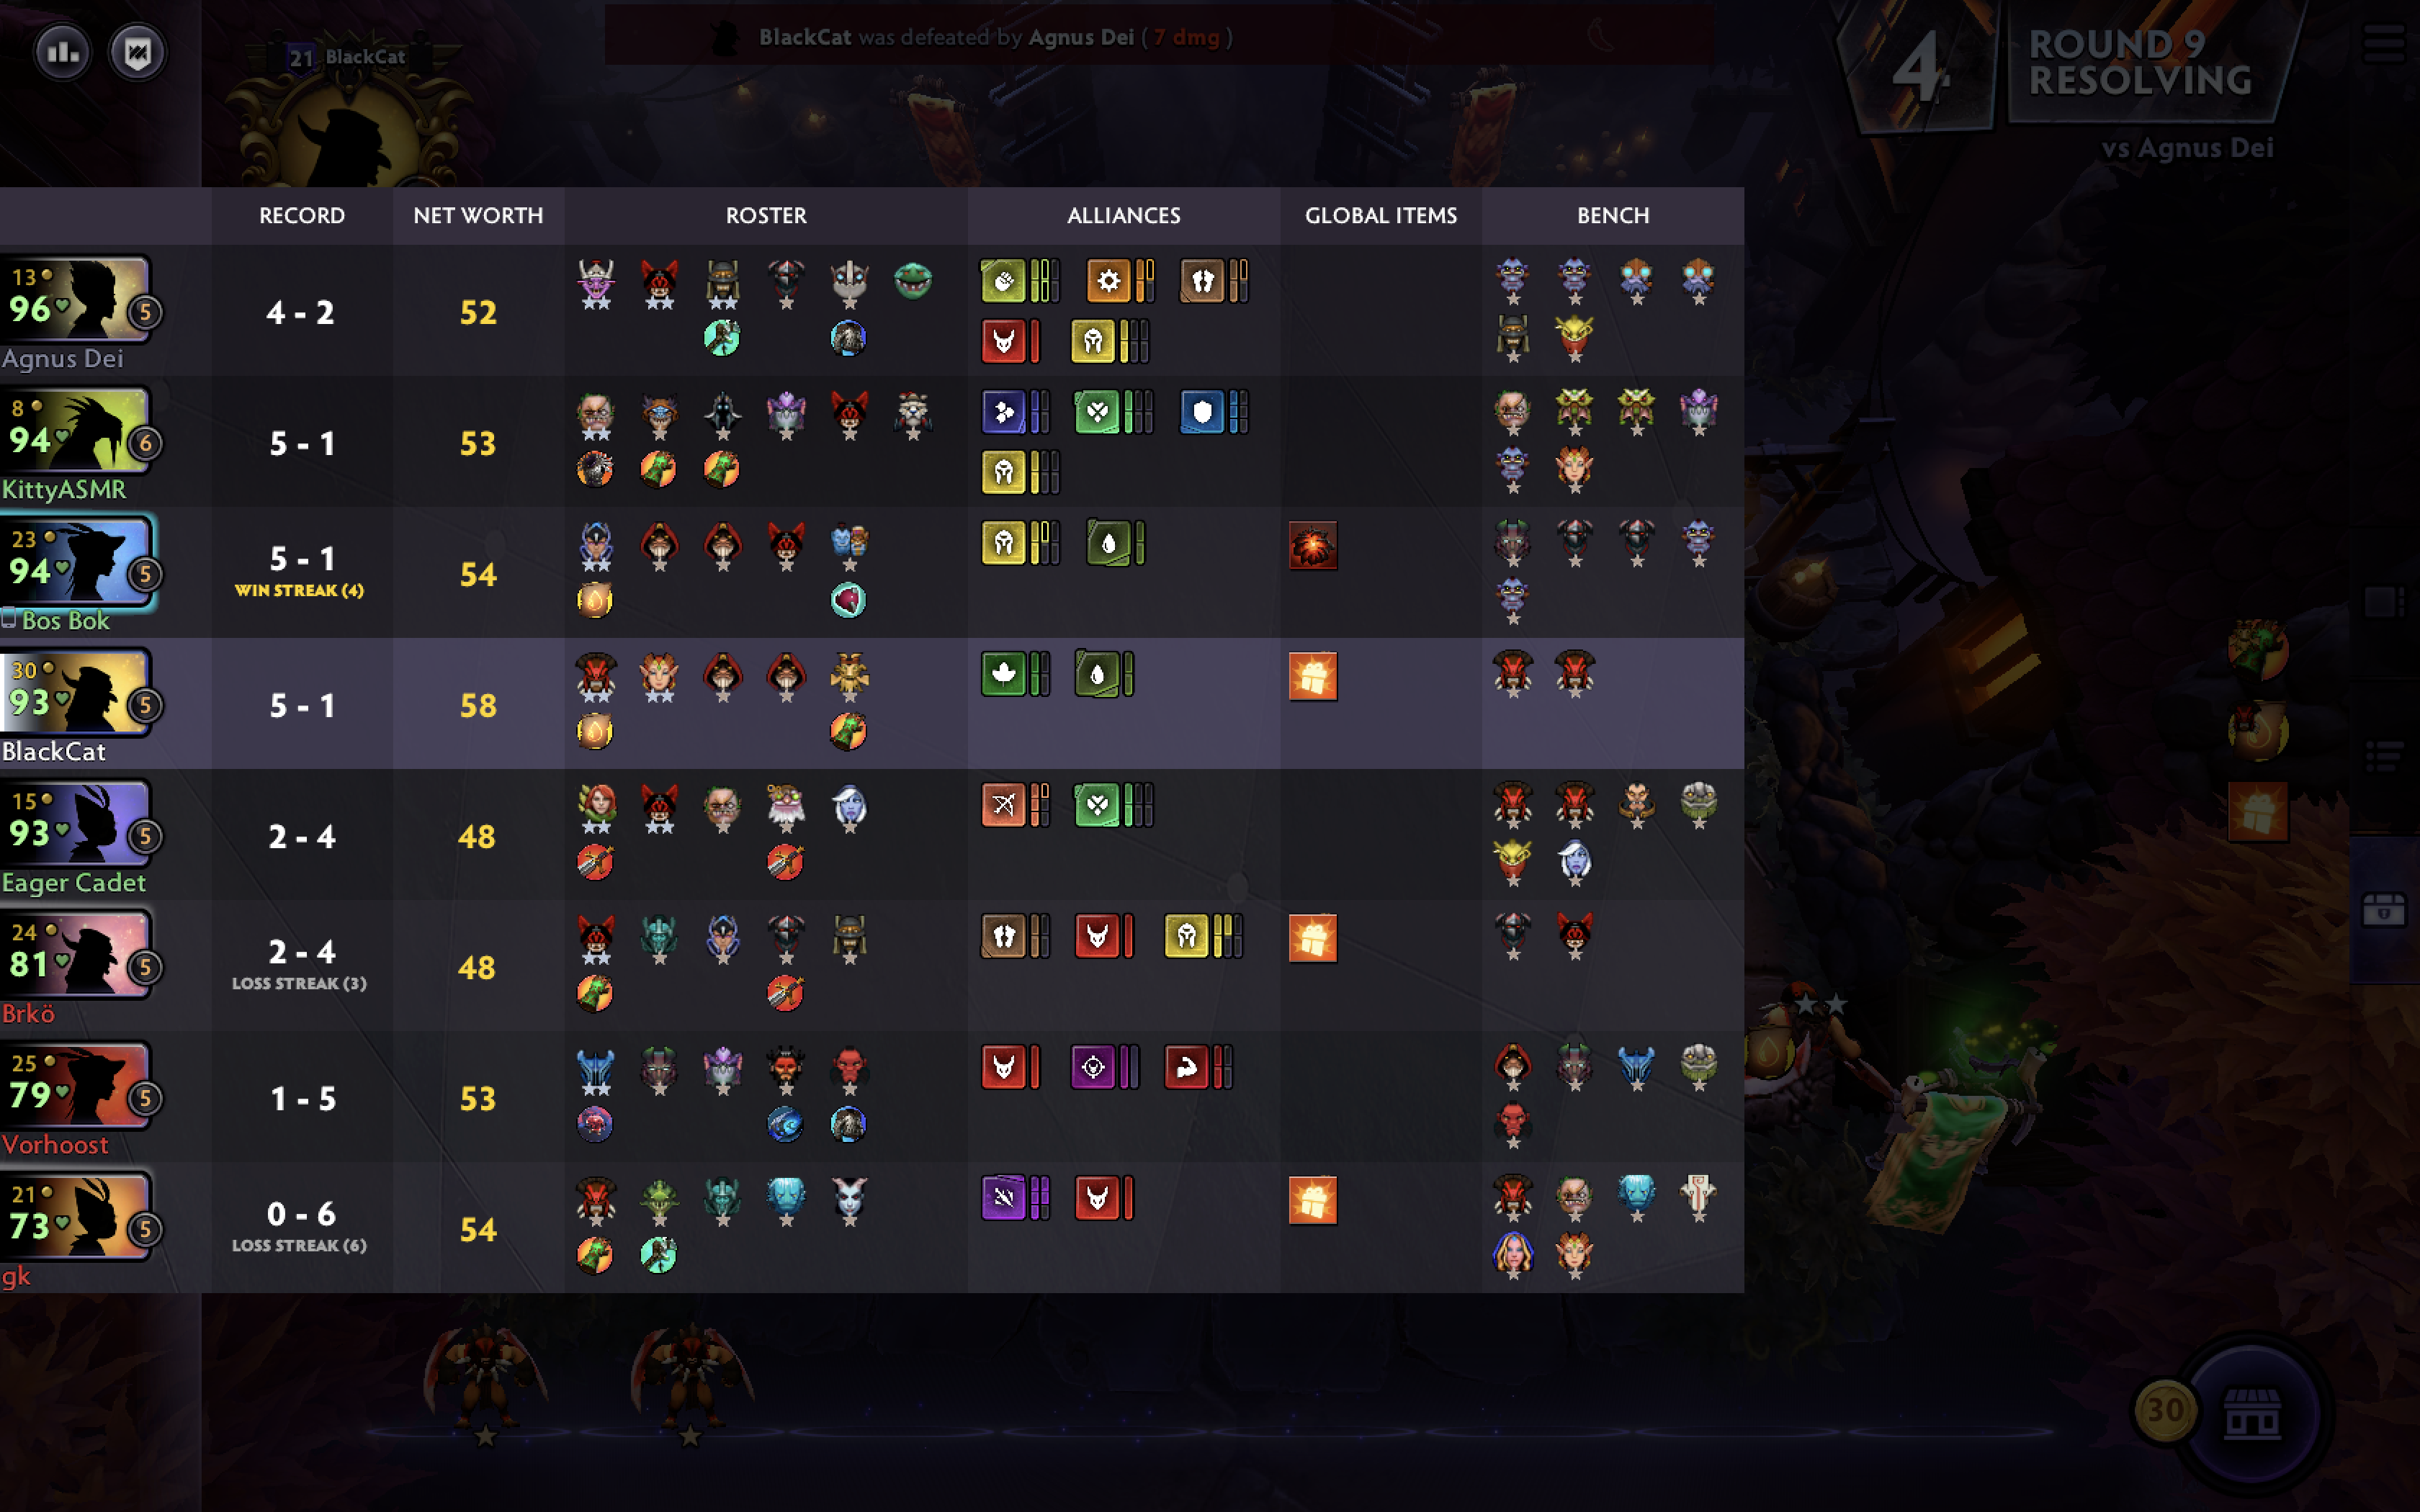 21 BlackCat
BlackCat was defeated by Agnus Dei ( 7 dmg )
4
ROUND 9
RESOLVING
vs Agnus Dei
RECORD NET WORTH ROSTER ALLIANCES GLOBAL ITEMS BENCH
13
96 5
Agnus Dei
4 - 2 52
8
94 6
KittyASMR
5 - 1 53
23
94 5
Bos Bok
5 - 1
WIN STREAK (4)
54
30
93 5
BlackCat
5 - 1 58
15
93 5
Eager Cadet
2 - 4 48
24
81 5
Brkö
2 - 4
LOSS STREAK (3)
48
25
79 5
Vorhoost
1 - 5 53
21
73 5
gk
0 - 6
LOSS STREAK (6)
54
30